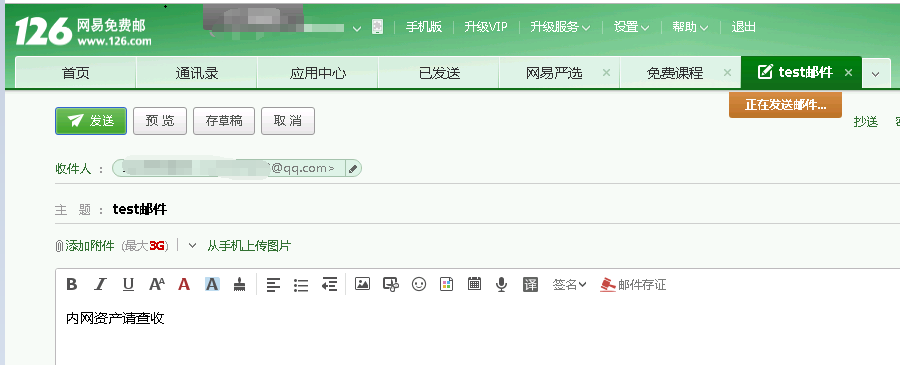 126 网易免费邮
www.126.com
手机版 升级VIP 升级服务 设置 帮助 退出
首页 通讯录 应用中心 已发送 网易严选 免费课程 test邮件
正在发送邮件...
发送 预览 存草稿 取消 抄送
收件人： @qq.com>
主题： test邮件
添加附件 (最大3G) 从手机上传图片
B I U AA A A 译 签名 邮件存证
内网资产请查收